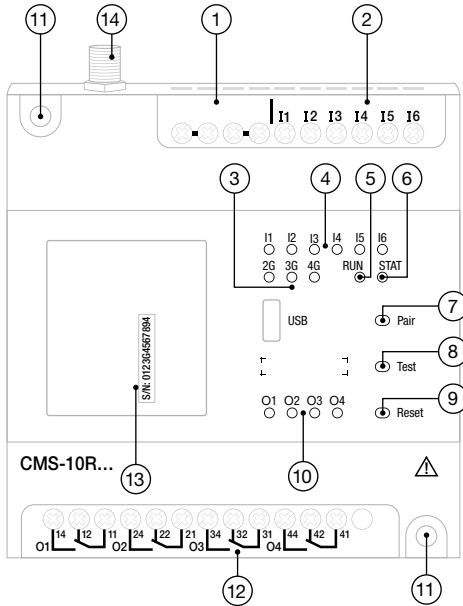 11 14 1 2
I1 I2 I3 I4 I5 I6
3 4 5 6
I1 I2 I3 I4 I5 I6
2G 3G 4G RUN STAT
7
USB Pair
8
Test
S/N: 0123G4567894
9
O1 O2 O3 O4 Reset
10
CMS-10R...
13
14 12 11 24 22 21 34 32 31 44 42 41
O1 O2 O3 O4
12 11